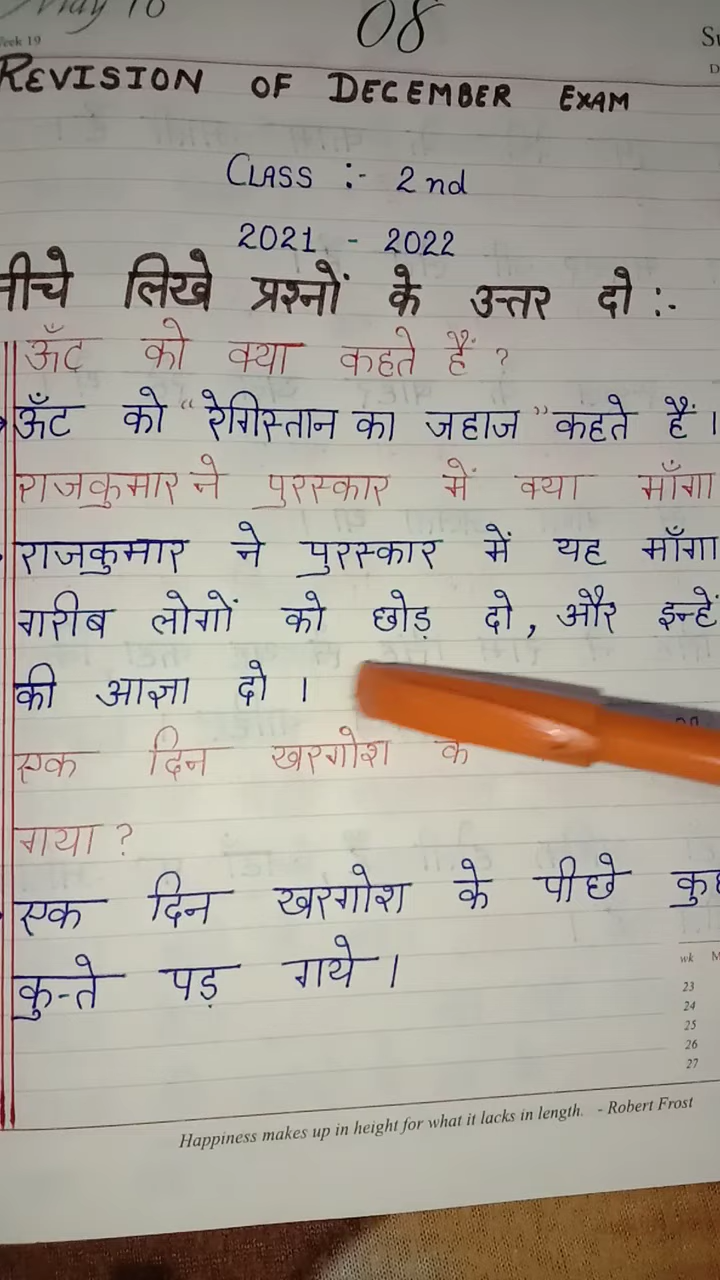 May 10
08
Week 19
REVISION OF DECEMBER EXAM
CLASS :- 2nd
2021 - 2022
नीचे लिखे प्रश्नों के उत्तर दो :-
ऊँट को क्या कहते हैं ?
ऊँट को "रेगिस्तान का जहाज" कहते हैं ।
राजकुमार ने पुरस्कार में क्या माँगा
राजकुमार ने पुरस्कार में यह माँगा
गरीब लोगों को छोड़ दो, और इन्हें
की आज्ञा दो ।
एक दिन खरगोश के
गया ?
एक दिन खरगोश के पीछे
कुत्ते पड़ गये ।
wk M
23
24
25
26
27
Happiness makes up in height for what it lacks in length. - Robert Frost